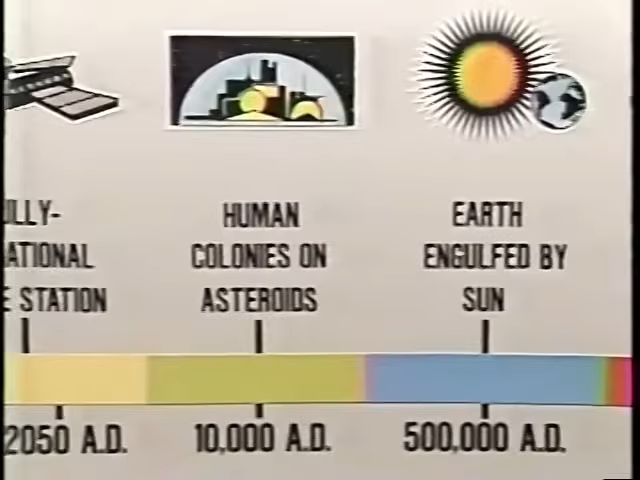 ULLY-
ATIONAL
E STATION
2050 A.D.
HUMAN
COLONIES ON
ASTEROIDS
10,000 A.D.
EARTH
ENGULFED BY
SUN
500,000 A.D.